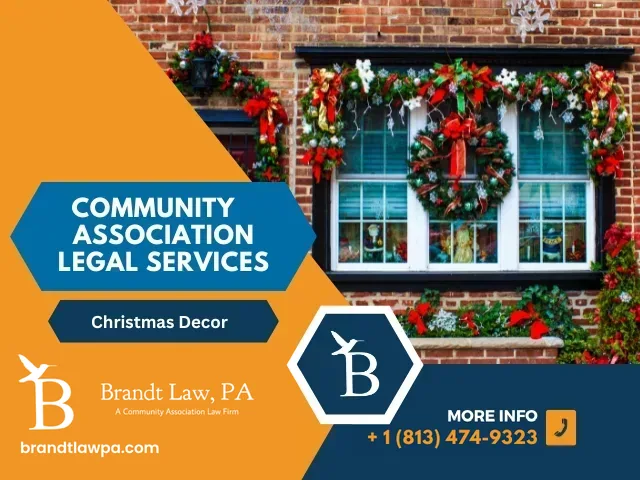 COMMUNITY
ASSOCIATION
LEGAL SERVICES
Christmas Decor
B
Brandt Law, PA
A Community Association Law Firm
brandtlawpa.com
B
MORE INFO
+ 1 (813) 474-9323